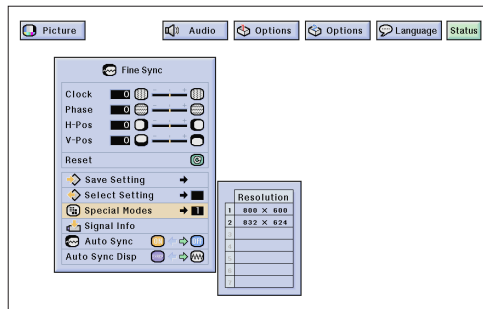 Picture
Audio
Options
Options
Language
Status
Fine Sync
Clock 0
Phase 0
H-Pos 0
V-Pos 0
Reset
Save Setting
Select Setting
Special Modes 1
Signal Info
Auto Sync
Auto Sync Disp
Resolution
1 800 × 600
2 832 × 624
3
4
5
6
7